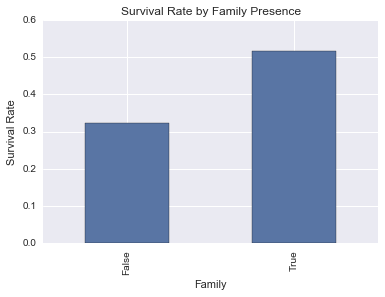 Survival Rate by Family Presence
Survival Rate
0.6
0.5
0.4
0.3
0.2
0.1
0.0
False
True
Family